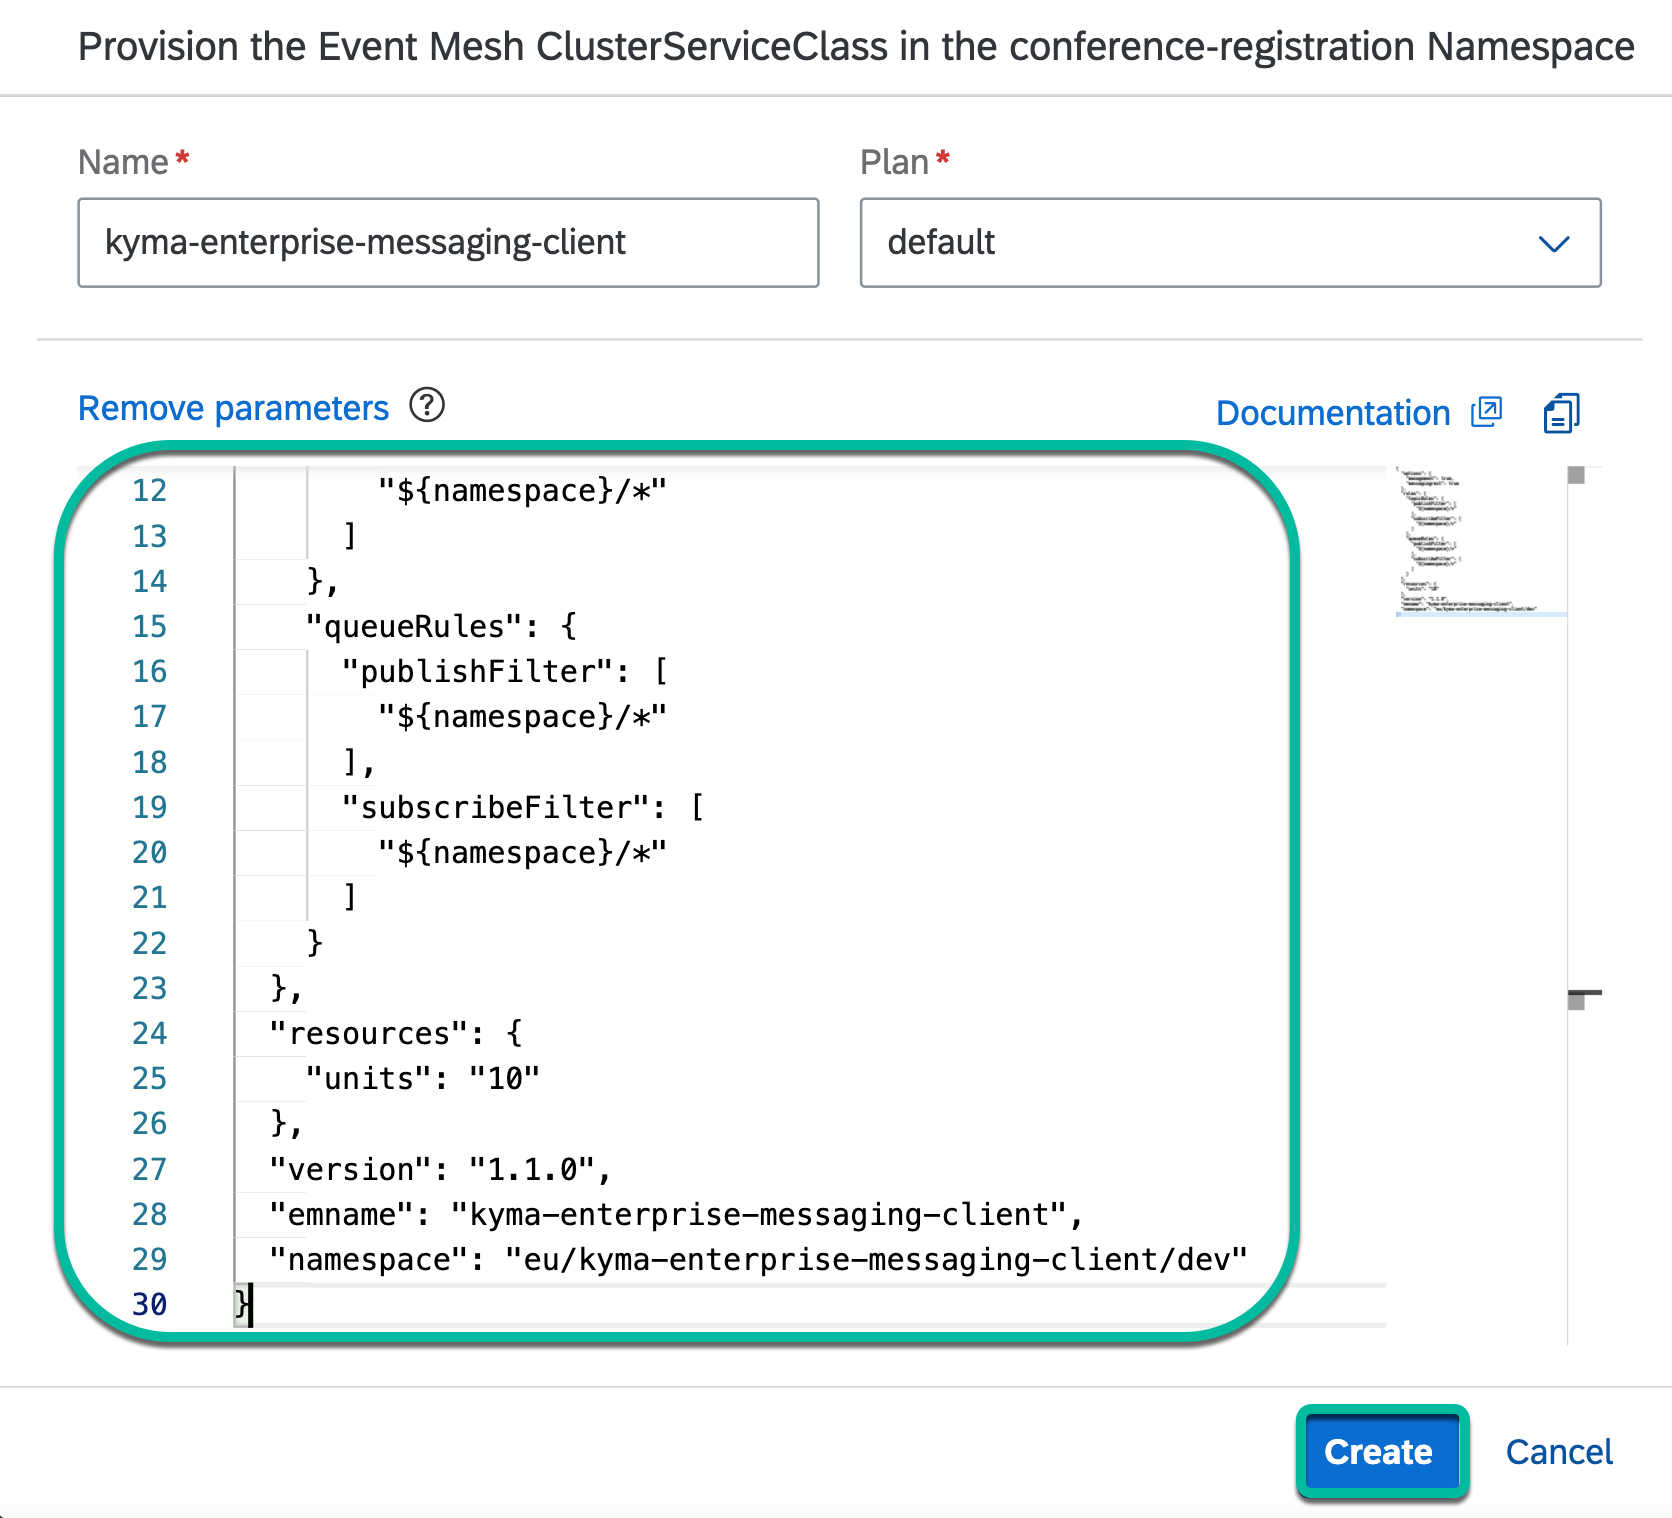 Provision the Event Mesh ClusterServiceClass in the conference-registration Namespace
Name *
Plan *
kyma-enterprise-messaging-client
default
Remove parameters ?
Documentation
12 "${namespace}/*"
13 ]
14 },
15 "queueRules": {
16 "publishFilter": [
17 "${namespace}/*"
18 ],
19 "subscribeFilter": [
20 "${namespace}/*"
21 ]
22 }
23 },
24 "resources": {
25 "units": "10"
26 },
27 "version": "1.1.0",
28 "emname": "kyma-enterprise-messaging-client",
29 "namespace": "eu/kyma-enterprise-messaging-client/dev"
30 }
Create
Cancel